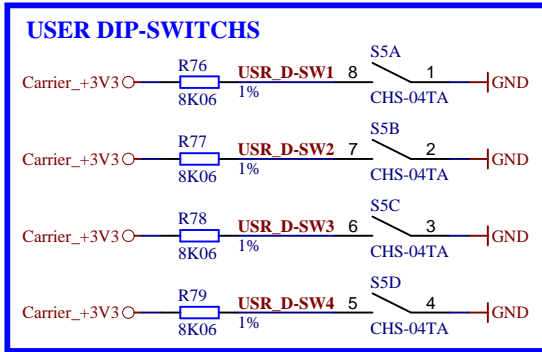 USER DIP-SWITCHS
S5A
R76 USR_D-SW1 8 1
Carrier_+3V3 GND
8K06 1% CHS-04TA
S5B
R77 USR_D-SW2 7 2
Carrier_+3V3 GND
8K06 1% CHS-04TA
S5C
R78 USR_D-SW3 6 3
Carrier_+3V3 GND
8K06 1% CHS-04TA
S5D
R79 USR_D-SW4 5 4
Carrier_+3V3 GND
8K06 1% CHS-04TA